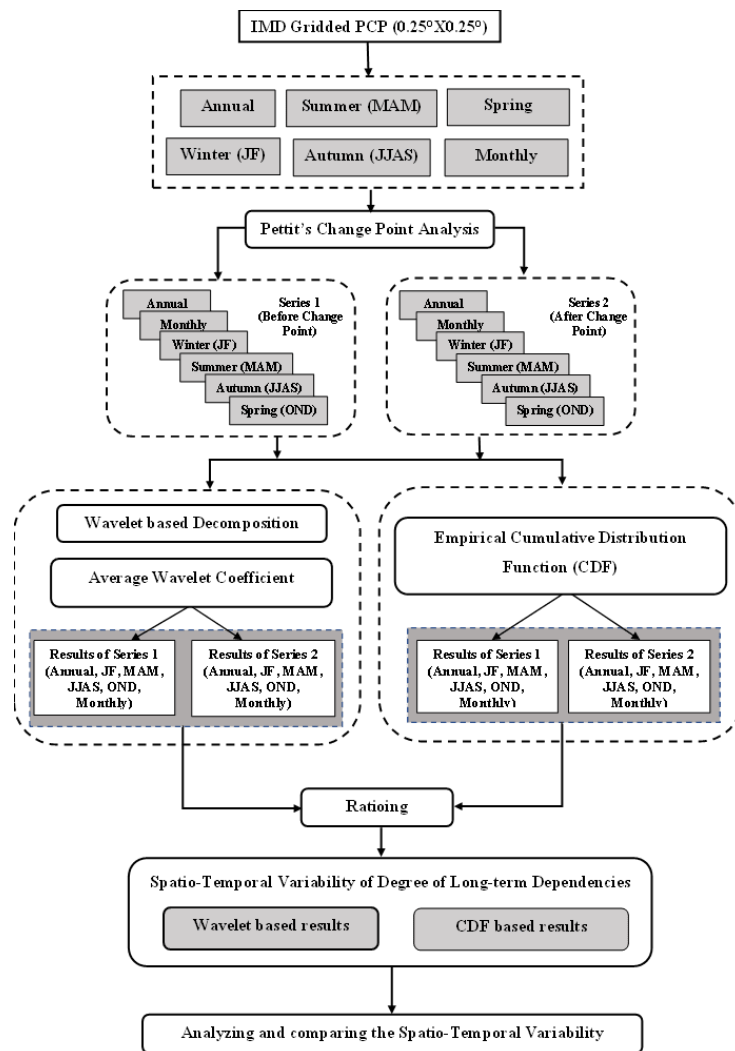 IMD Gridded PCP (0.25°X0.25°)
Annual
Summer (MAM)
Spring
Winter (JF)
Autumn (JJAS)
Monthly
Pettit's Change Point Analysis
Annual
Monthly
Winter (JF)
Summer (MAM)
Autumn (JJAS)
Spring (OND)
Series 1
(Before Change
Point)
Annual
Monthly
Winter (JF)
Summer (MAM)
Autumn (JJAS)
Spring (OND)
Series 2
(After Change
Point)
Wavelet based Decomposition
Average Wavelet Coefficient
Results of Series 1
(Annual, JF, MAM,
JJAS, OND,
Monthly)
Results of Series 2
(Annual, JF, MAM,
JJAS, OND,
Monthly)
Empirical Cumulative Distribution
Function (CDF)
Results of Series 1
(Annual, JF, MAM,
JJAS, OND,
Monthly)
Results of Series 2
(Annual, JF, MAM,
JJAS, OND,
Monthly)
Ratioing
Spatio-Temporal Variability of Degree of Long-term Dependencies
Wavelet based results
CDF based results
Analyzing and comparing the Spatio-Temporal Variability